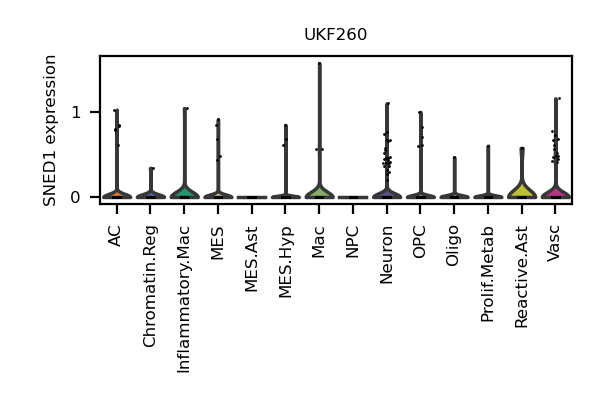 UKF260
SNED1 expression
1
0
AC
Chromatin.Reg
Inflammatory.Mac
MES
MES.Ast
MES.Hyp
Mac
NPC
Neuron
OPC
Oligo
Prolif.Metab
Reactive.Ast
Vasc